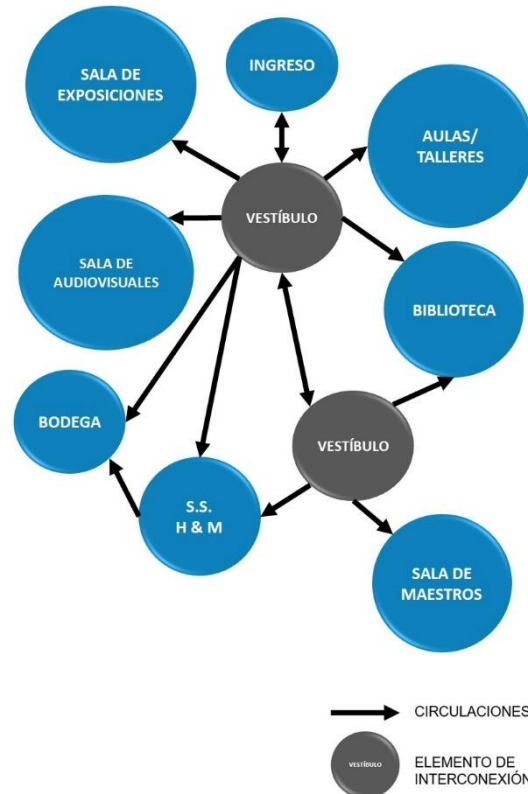 SALA DE
EXPOSICIONES
INGRESO
AULAS/
TALLERES
VESTÍBULO
SALA DE
AUDIOVISUALES
BIBLIOTECA
BODEGA
VESTÍBULO
S.S.
H & M
SALA DE
MAESTROS
CIRCULACIONES
VESTÍBULO
ELEMENTO DE
INTERCONEXIÓN